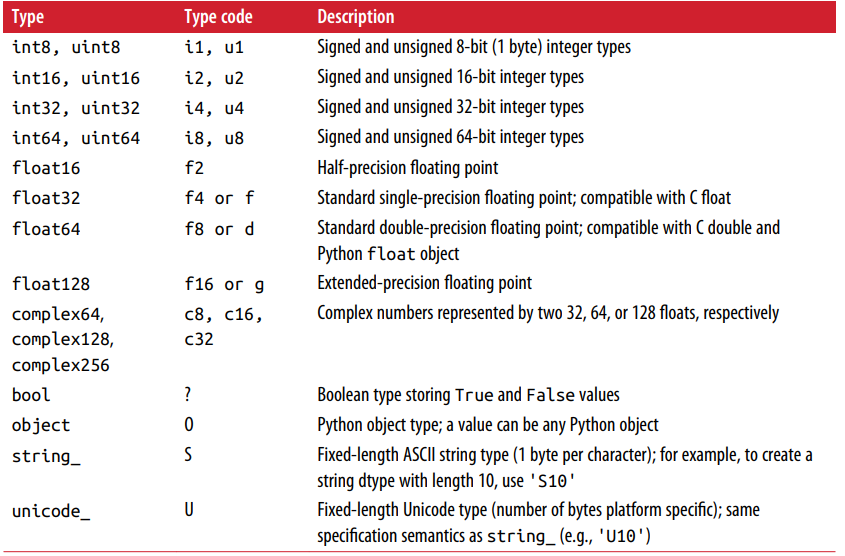 Type Type code Description
int8, uint8 i1, u1 Signed and unsigned 8-bit (1 byte) integer types
int16, uint16 i2, u2 Signed and unsigned 16-bit integer types
int32, uint32 i4, u4 Signed and unsigned 32-bit integer types
int64, uint64 i8, u8 Signed and unsigned 64-bit integer types
float16 f2 Half-precision floating point
float32 f4 or f Standard single-precision floating point; compatible with C float
float64 f8 or d Standard double-precision floating point; compatible with C double and
Python float object
float128 f16 or g Extended-precision floating point
complex64, c8, c16, Complex numbers represented by two 32, 64, or 128 floats, respectively
complex128, c32
complex256
bool ? Boolean type storing True and False values
object O Python object type; a value can be any Python object
string_ S Fixed-length ASCII string type (1 byte per character); for example, to create a
string dtype with length 10, use 'S10'
unicode_ U Fixed-length Unicode type (number of bytes platform specific); same
specification semantics as string_ (e.g., 'U10')